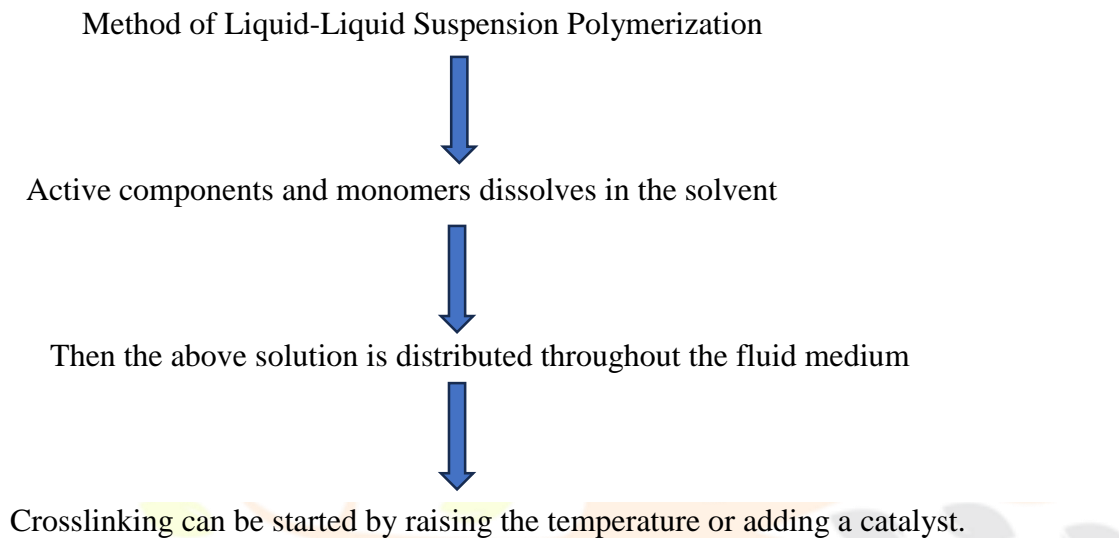 Method of Liquid-Liquid Suspension Polymerization
Active components and monomers dissolves in the solvent
Then the above solution is distributed throughout the fluid medium
Crosslinking can be started by raising the temperature or adding a catalyst.